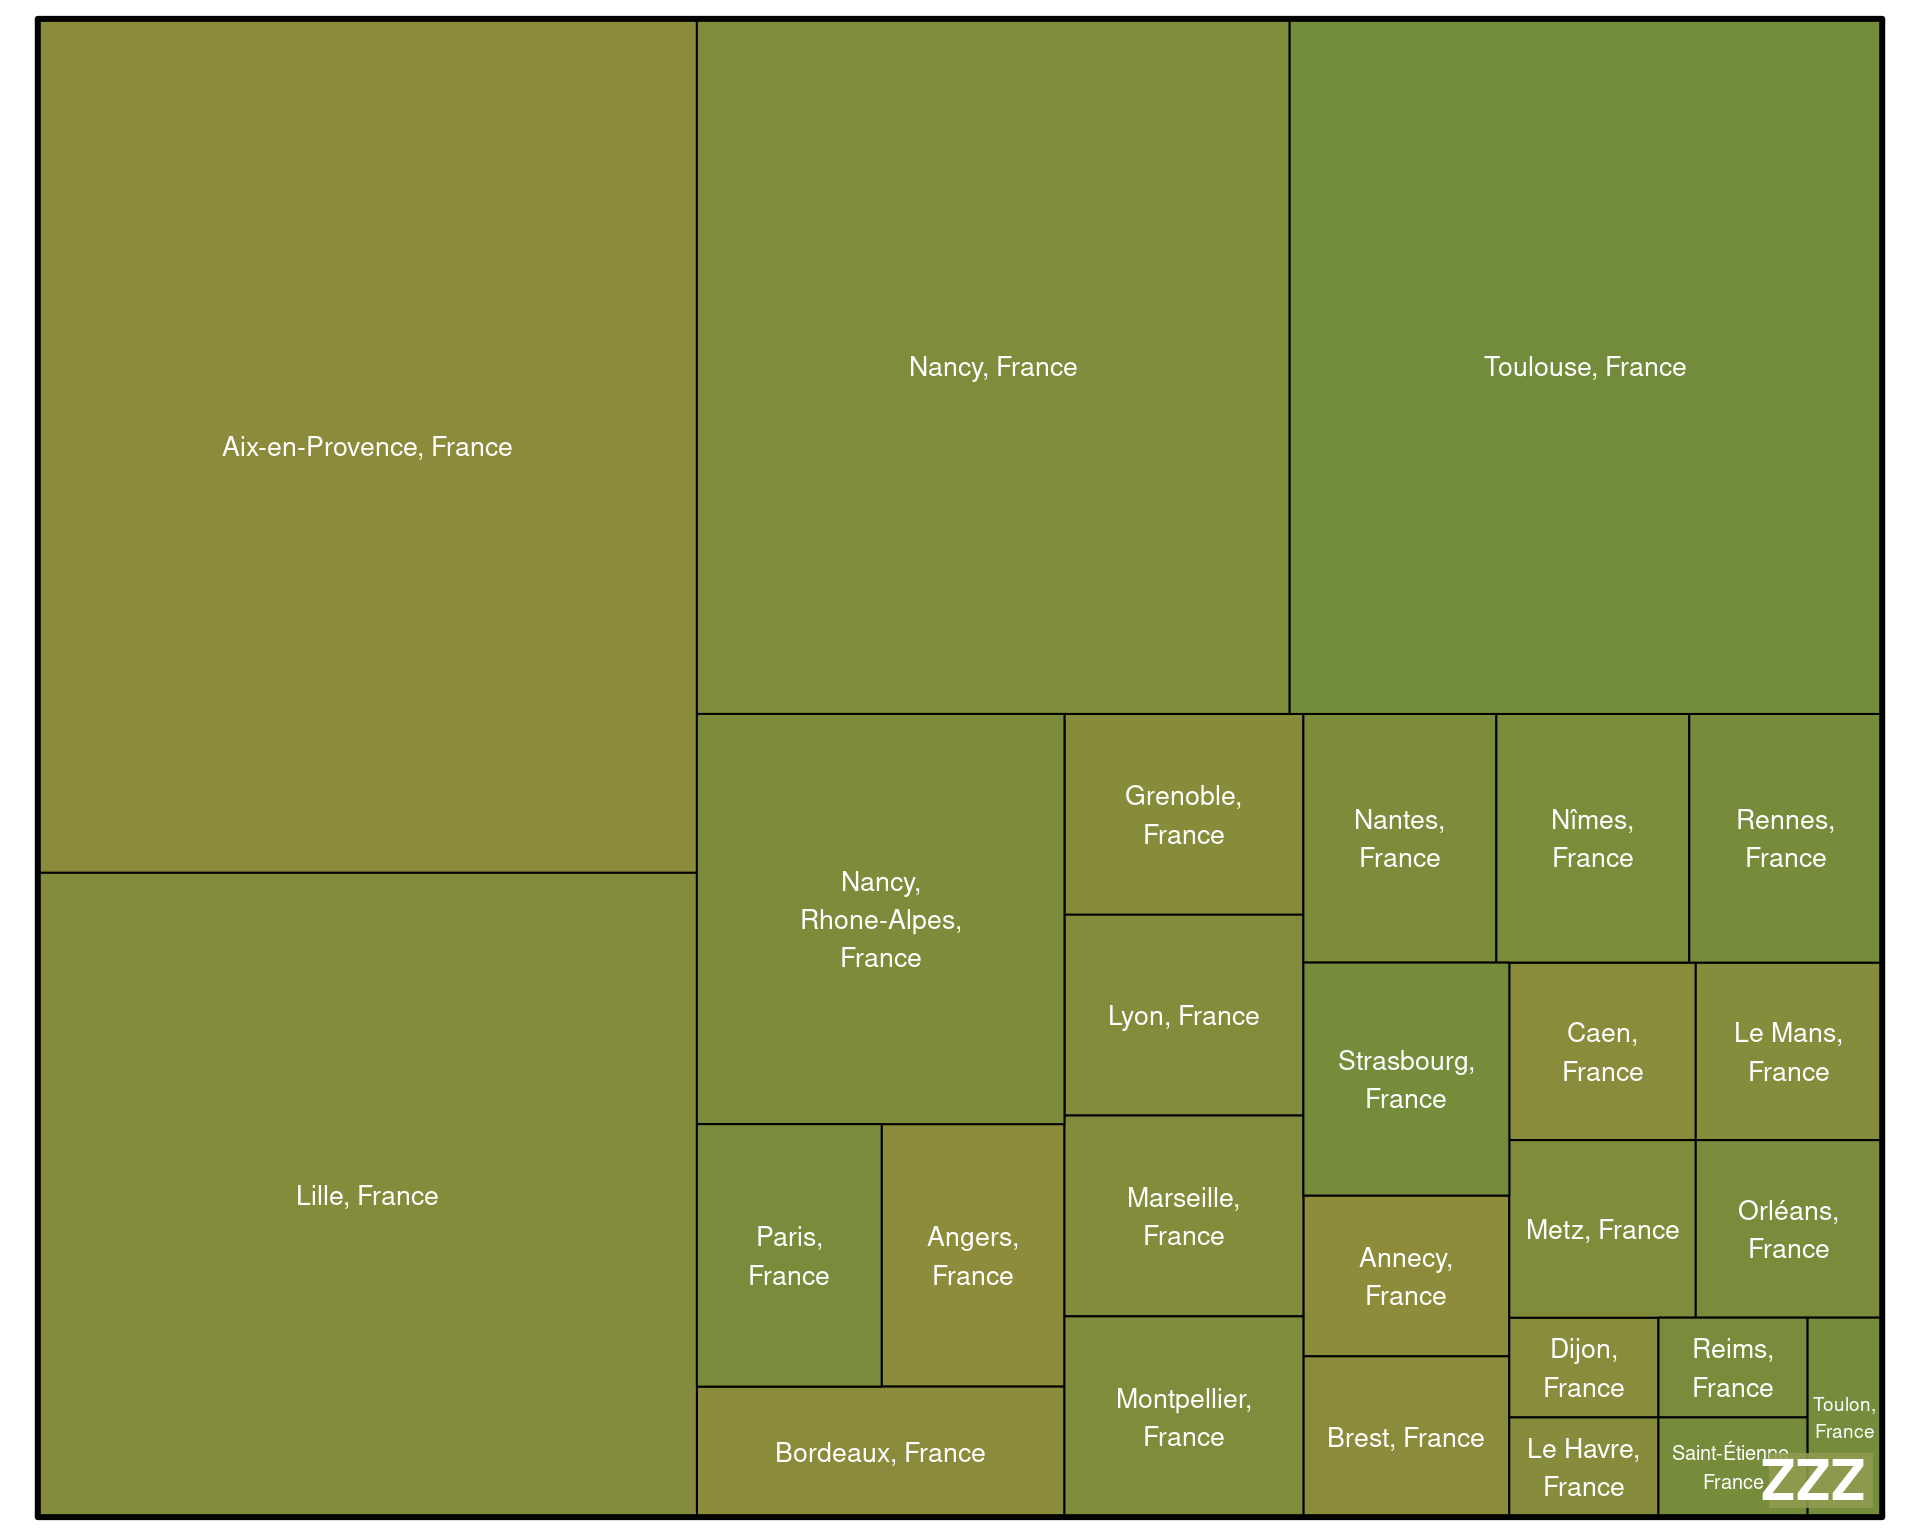 Aix-en-Provence, France
Nancy, France
Toulouse, France
Lille, France
Nancy,
Rhone-Alpes,
France
Grenoble,
France
Lyon, France
Marseille,
France
Montpellier,
France
Paris,
France
Angers,
France
Bordeaux, France
Nantes,
France
Nîmes,
France
Rennes,
France
Strasbourg,
France
Annecy,
France
Brest, France
Caen,
France
Le Mans,
France
Metz, France
Orléans,
France
Dijon,
France
Reims,
France
Le Havre,
France
Saint-Étienne,
France
Toulon,
France
ZZZ